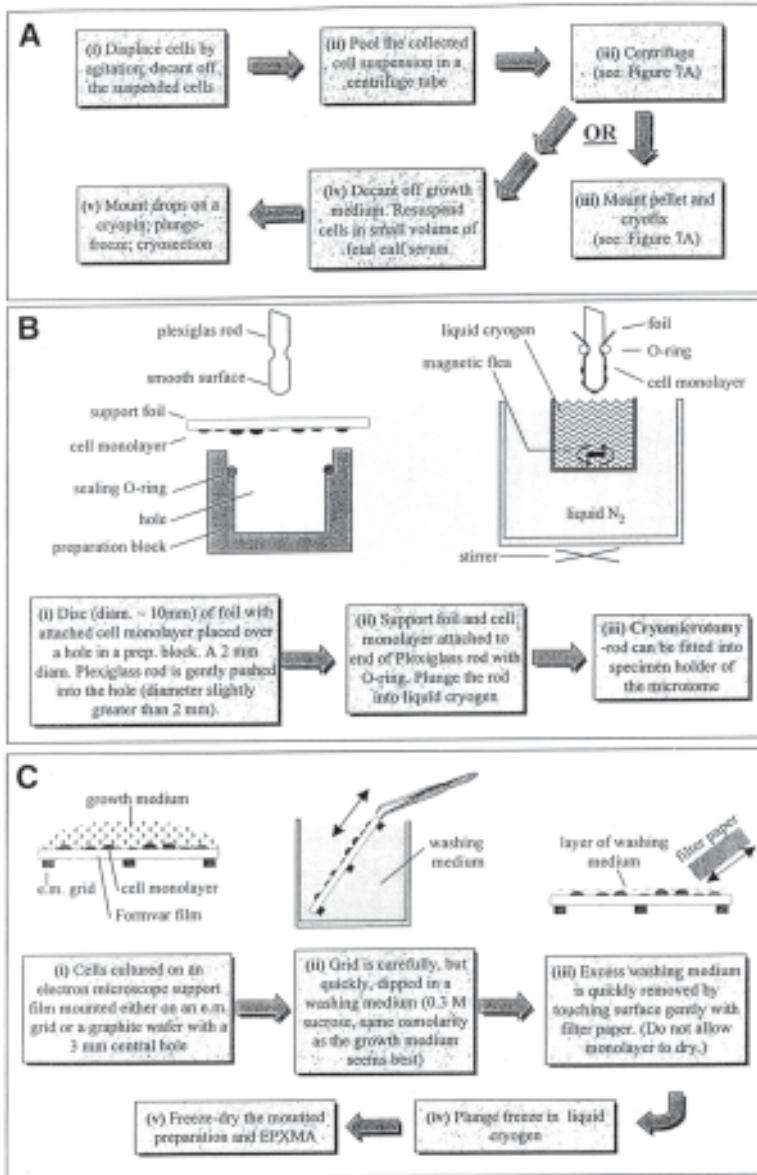 A
(i) Displace cells by
agitation; decant off
the suspended cells
(ii) Pool the collected
cell suspension in a
centrifuge tube
(iii) Centrifuge
(see: Figure 7A)
OR
(v) Mount drops on a
cryopin; plunge-
freeze; cryosection
(iv) Decant off growth
medium. Resuspend
cells in small volume of
fetal calf serum
(iii) Mount pellet and
cryofix
(see: Figure 7A)
B
plexiglas rod
smooth surface
support foil
cell monolayer
sealing O-ring
hole
preparation block
liquid cryogen
magnetic flea
foil
O-ring
cell monolayer
liquid N2
stirrer
(i) Disc (diam. ~ 10mm) of foil with
attached cell monolayer placed over
a hole in a prep. block. A 2 mm
diam. Plexiglass rod is gently pushed
into the hole (diameter slightly
greater than 2 mm).
(ii) Support foil and cell
monolayer attached to
end of Plexiglass rod with
O-ring. Plunge the rod
into liquid cryogen
(iii) Cryomicrotomy
-rod can be fitted into
specimen holder of
the microtome
C
growth medium
e.m. grid
cell monolayer
Formvar film
washing
medium
layer of washing
medium
filter paper
(i) Cells cultured on an
electron microscope support
film mounted either on an e.m.
grid or a graphite wafer with a
3 mm central hole
(ii) Grid is carefully, but
quickly, dipped in a
washing medium (0.3 M
sucrose, same osmolarity
as the growth medium
seems best)
(iii) Excess washing medium
is quickly removed by
touching surface gently with
filter paper. (Do not allow
monolayer to dry.)
(v) Freeze-dry the mounted
preparation and EPXMA
(iv) Plunge freeze in liquid
cryogen